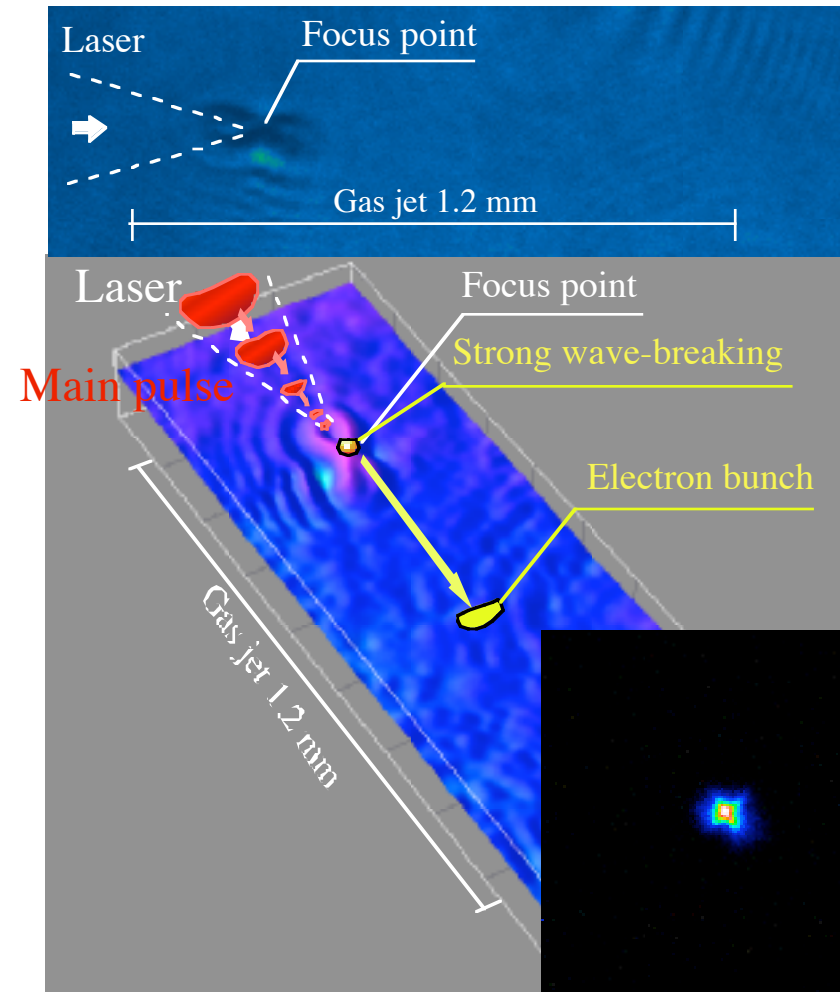 Laser
Focus point
Gas jet 1.2 mm
Laser
Focus point
Strong wave-breaking
Main pulse
Electron bunch
Gas jet 1.2 mm